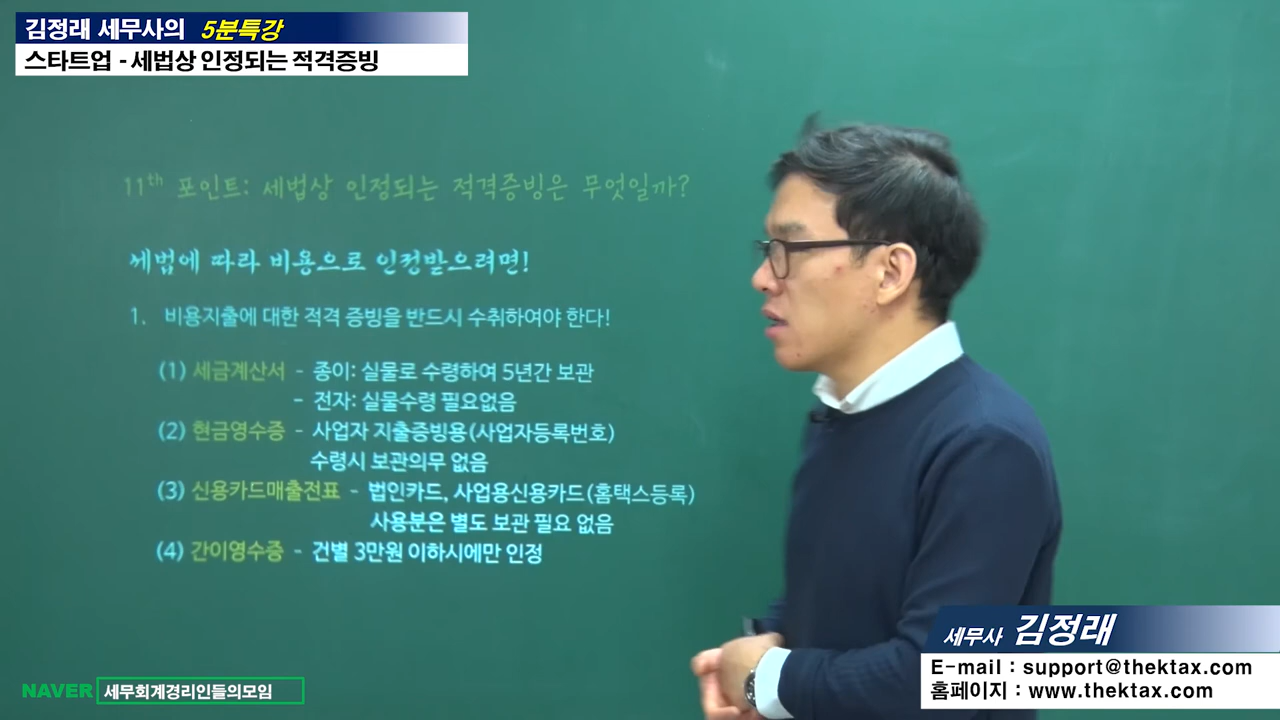 김정래 세무사의 5분특강
스타트업 - 세법상 인정되는 적격증빙
11th 포인트: 세법상 인정되는 적격증빙은 무엇일까?
세법에 따라 비용으로 인정받으려면!
1. 비용지출에 대한 적격 증빙을 반드시 수취하여야 한다!
(1) 세금계산서 - 종이: 실물로 수령하여 5년간 보관
- 전자: 실물수령 필요없음
(2) 현금영수증 - 사업자 지출증빙용(사업자등록번호)
수령시 보관의무 없음
(3) 신용카드매출전표 - 법인카드, 사업용신용카드(홈택스등록)
사용분은 별도 보관 필요 없음
(4) 간이영수증 - 건별 3만원 이하시에만 인정
세무사 김정래
E-mail : support@thektax.com
홈페이지 : www.thektax.com
NAVER 세무회계경리인들의모임